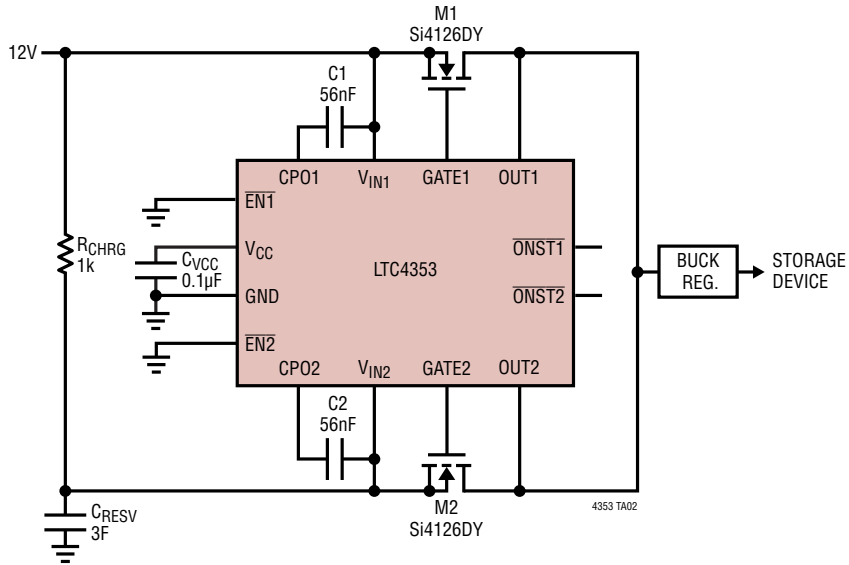 M1
Si4126DY
12V
C1
56nF
CPO1
VIN1
GATE1
OUT1
EN1
RCHRG
1k
VCC
CVCC
0.1µF
GND
LTC4353
ONST1
ONST2
BUCK
REG.
STORAGE
DEVICE
EN2
CPO2
VIN2
GATE2
OUT2
C2
56nF
M2
Si4126DY
4353 TA02
CRESV
3F